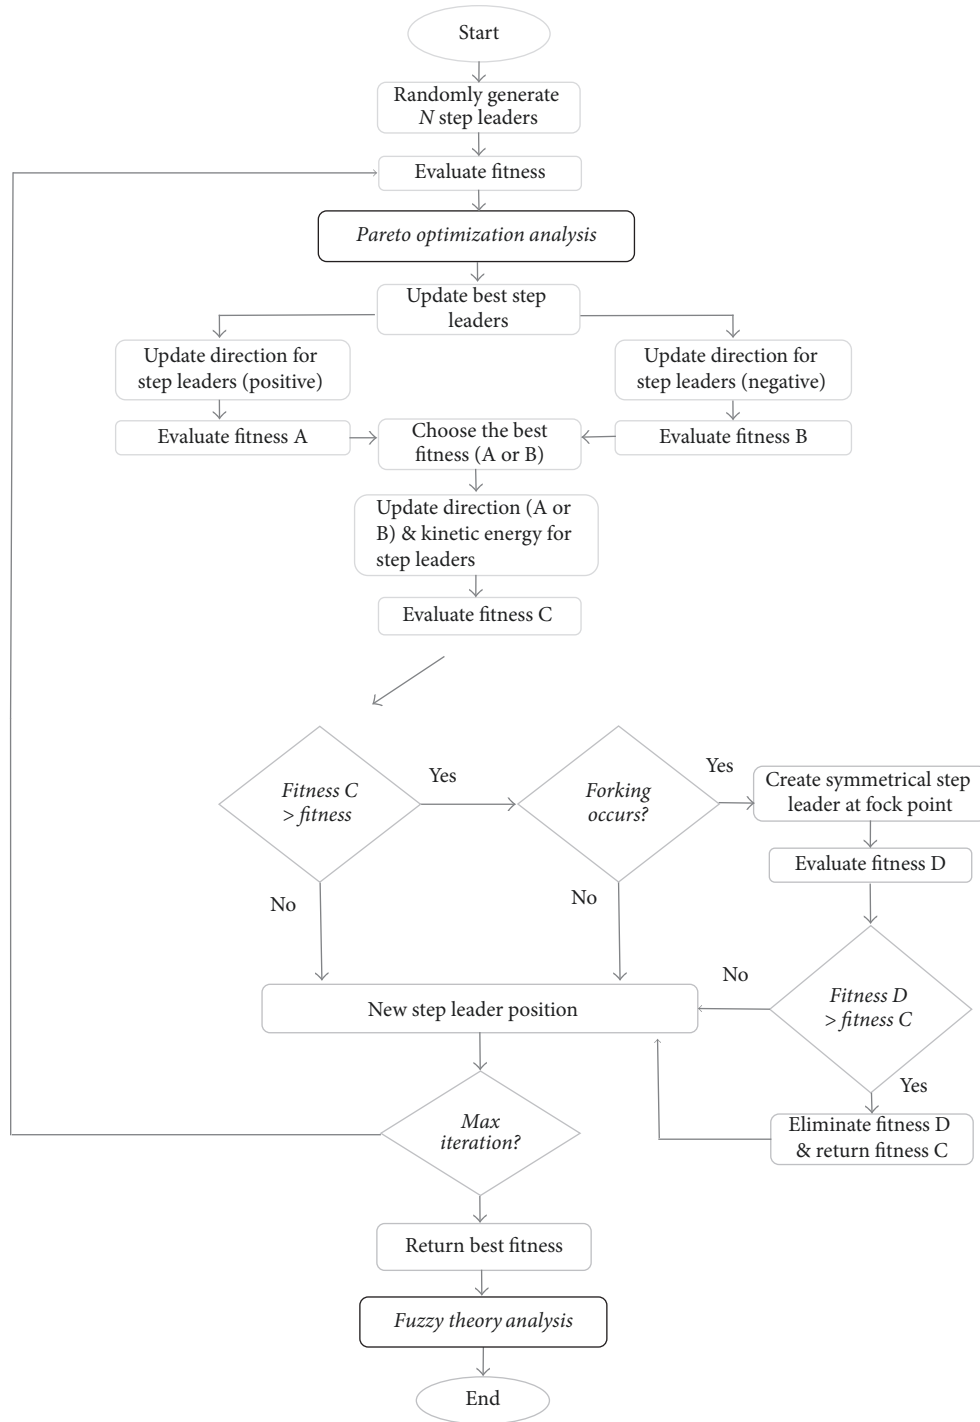 Start
Randomly generate
N step leaders
Evaluate fitness
Pareto optimization analysis
Update best step
leaders
Update direction for
step leaders (positive)
Update direction for
step leaders (negative)
Evaluate fitness A
Choose the best
fitness (A or B)
Evaluate fitness B
Update direction (A or
B) & kinetic energy for
step leaders
Evaluate fitness C
Fitness C
> fitness
Yes
Forking
occurs?
Yes
Create symmetrical step
leader at fock point
Evaluate fitness D
No
No
Fitness D
> fitness C
No
New step leader position
Yes
Eliminate fitness D
& return fitness C
Max
iteration?
Return best fitness
Fuzzy theory analysis
End